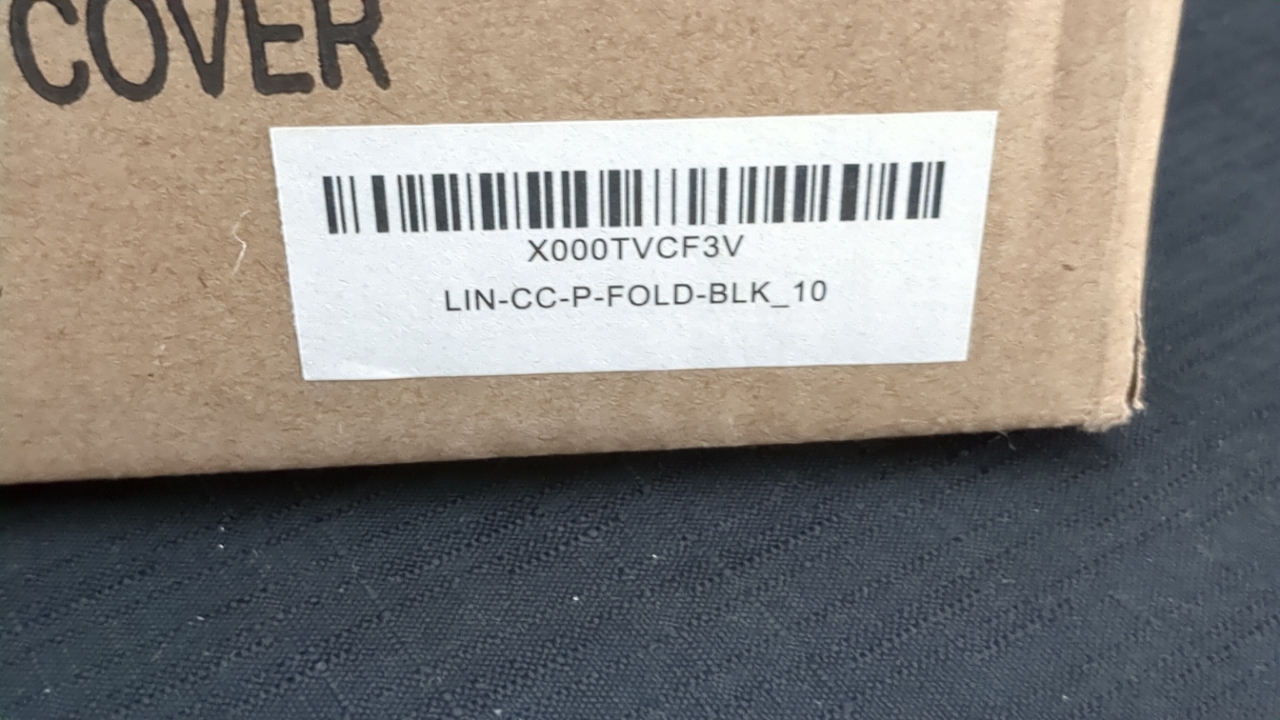 COVER
X000TVCF3V
LIN-CC-P-FOLD-BLK_10